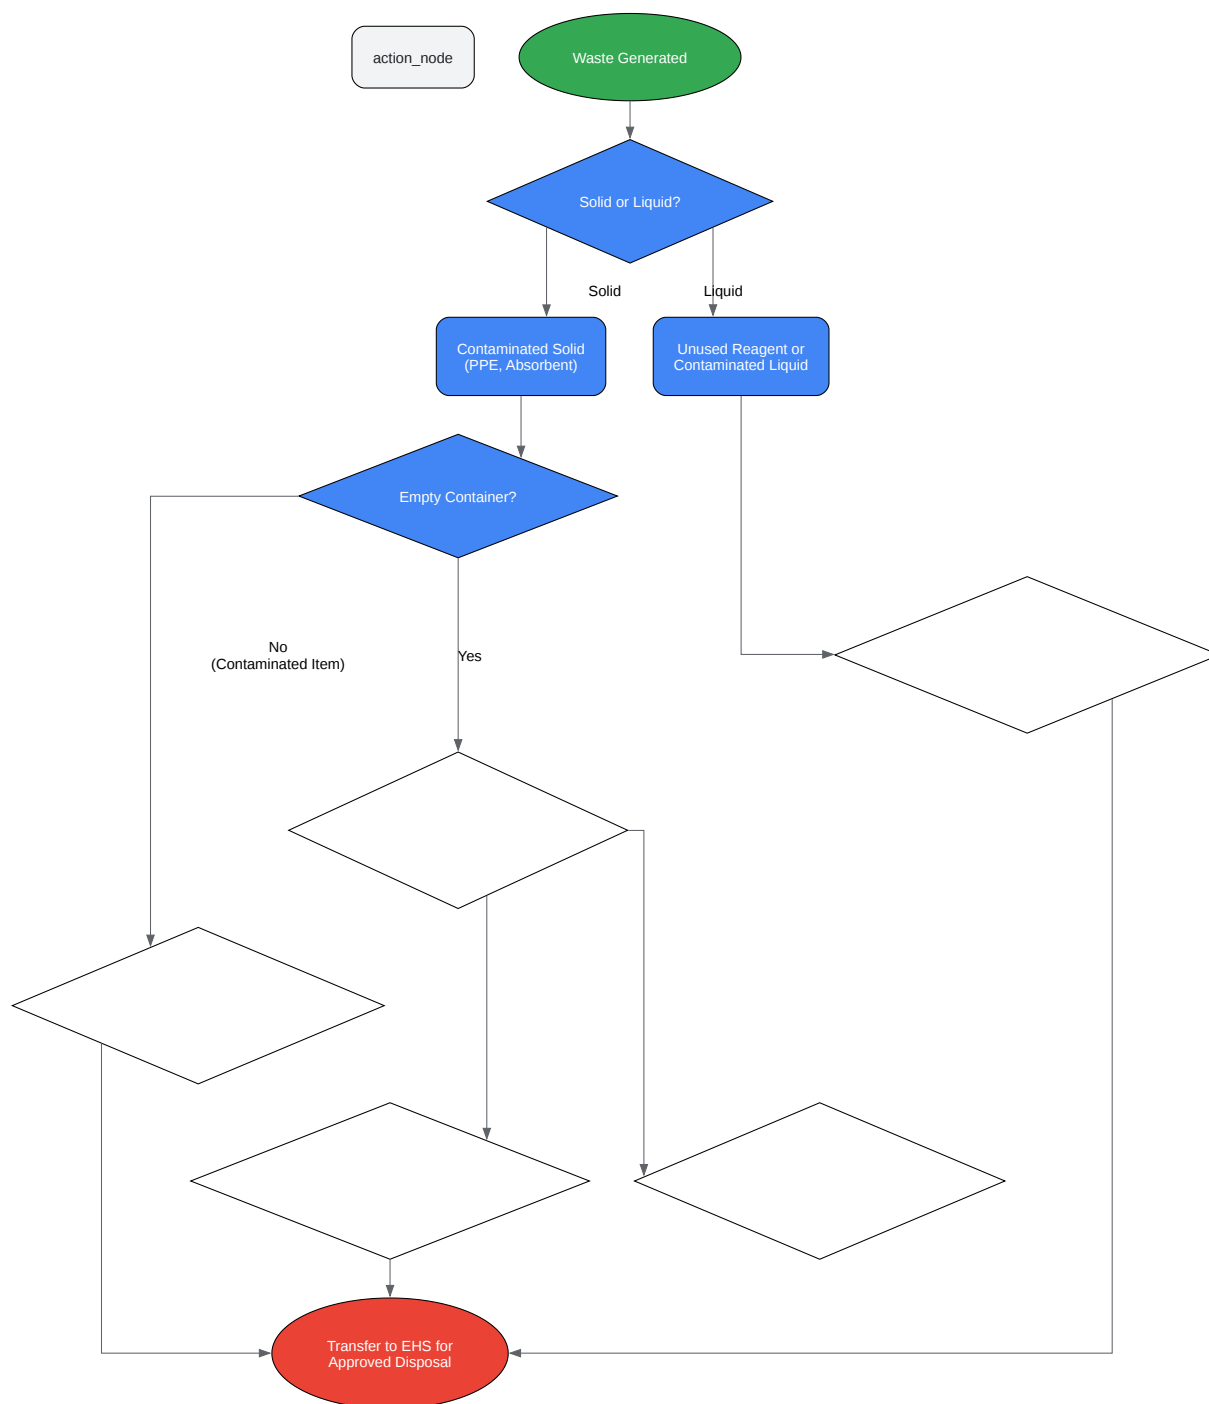 action_node
Waste Generated
Solid or Liquid?
Solid
Liquid
Contaminated Solid
(PPE, Absorbent)
Unused Reagent or
Contaminated Liquid
Empty Container?
No
(Contaminated Item)
Yes
Transfer to EHS for
Approved Disposal